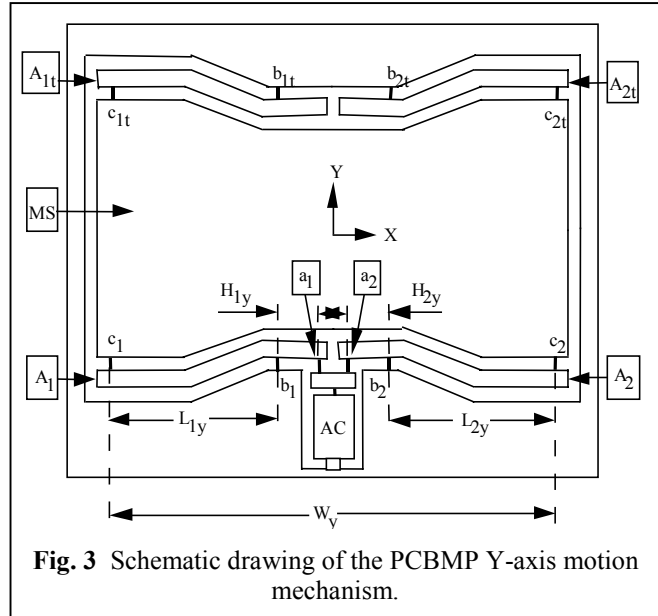 A1t b1t b2t A2t
c1t c2t
MS
Y
X
a1 a2
H1y H2y
c1 c2
A1 b1 b2 A2
L1y AC L2y
Wy
Fig. 3 Schematic drawing of the PCBMP Y-axis motion
mechanism.